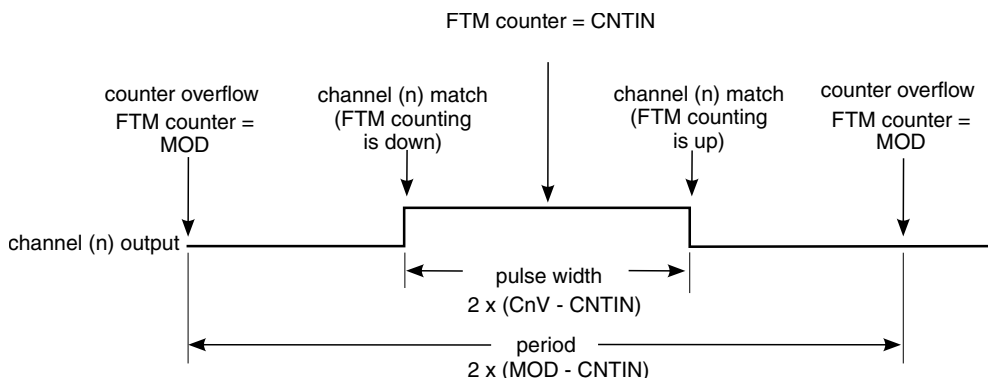 FTM counter = CNTIN
counter overflow
FTM counter =
MOD
channel (n) match
(FTM counting
is down)
channel (n) match
(FTM counting
is up)
counter overflow
FTM counter =
MOD
channel (n) output
pulse width
2 x (CnV - CNTIN)
period
2 x (MOD - CNTIN)